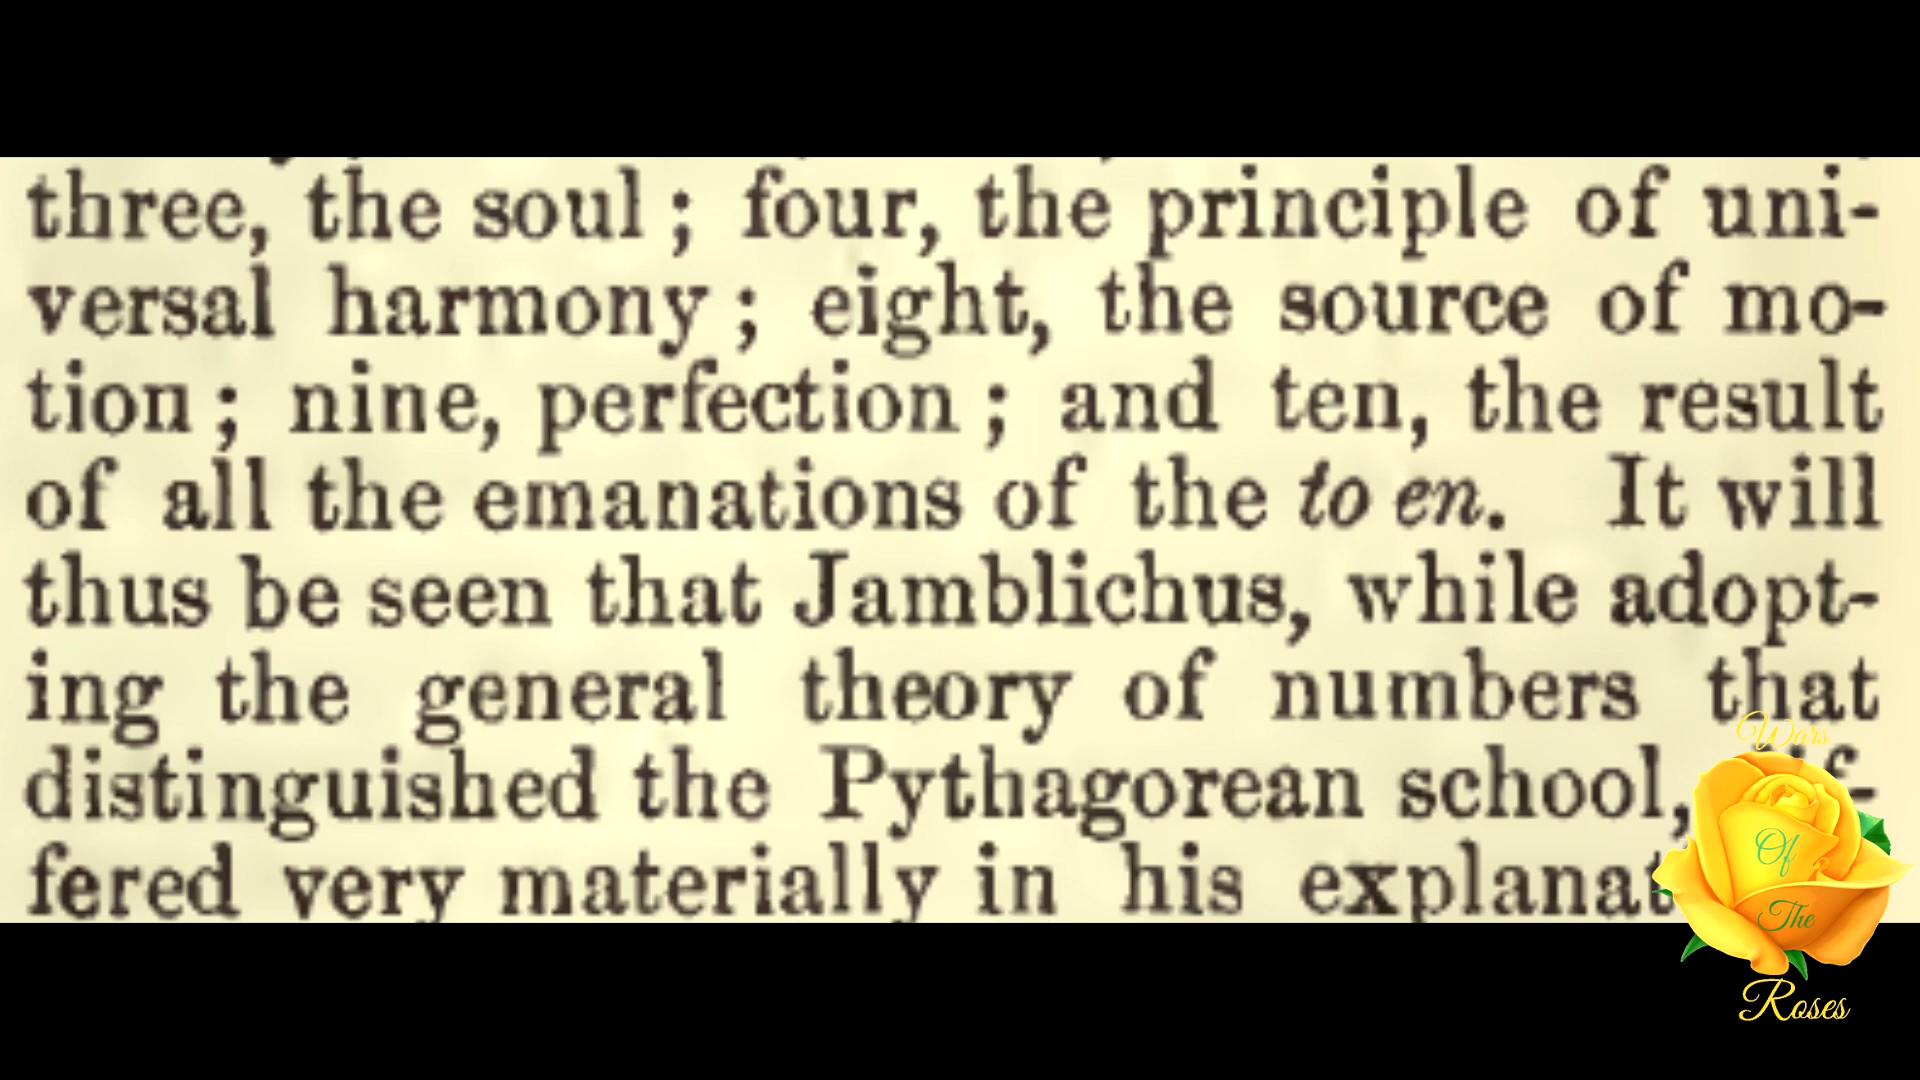 three, the soul; four, the principle of uni-
versal harmony; eight, the source of mo-
tion; nine, perfection; and ten, the result
of all the emanations of the to en. It will
thus be seen that Jamblichus, while adopt-
ing the general theory of numbers that
distinguished the Pythagorean school,
fered very materially in his
Wars
Of
The
Roses